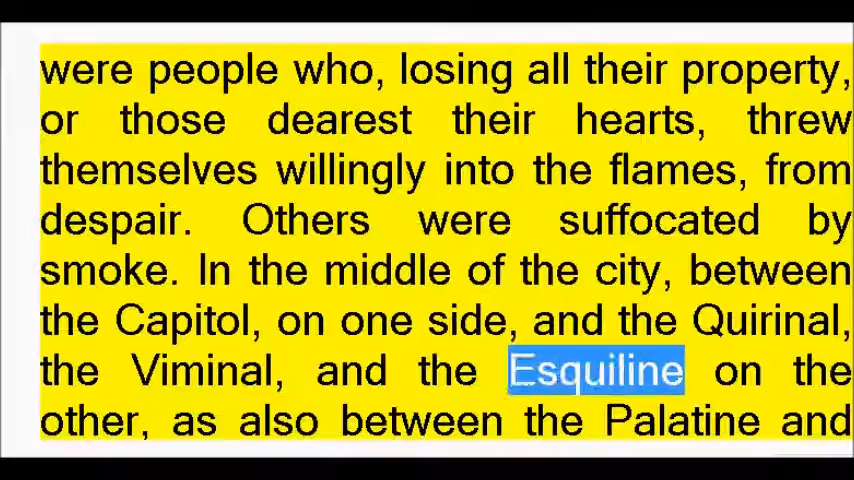 were people who, losing all their property,
or those dearest their hearts, threw
themselves willingly into the flames, from
despair. Others were suffocated by
smoke. In the middle of the city, between
the Capitol, on one side, and the Quirinal,
the Viminal, and the Esquiline on the
other, as also between the Palatine and